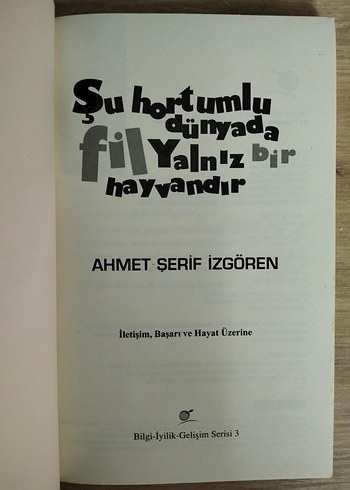 Şu hortumlu
dünyada
fil Yalnız bir
hayvandır
AHMET ŞERİF İZGÖREN
İletişim, Başarı ve Hayat Üzerine
Bilgi-İyilik-Gelişim Serisi 3